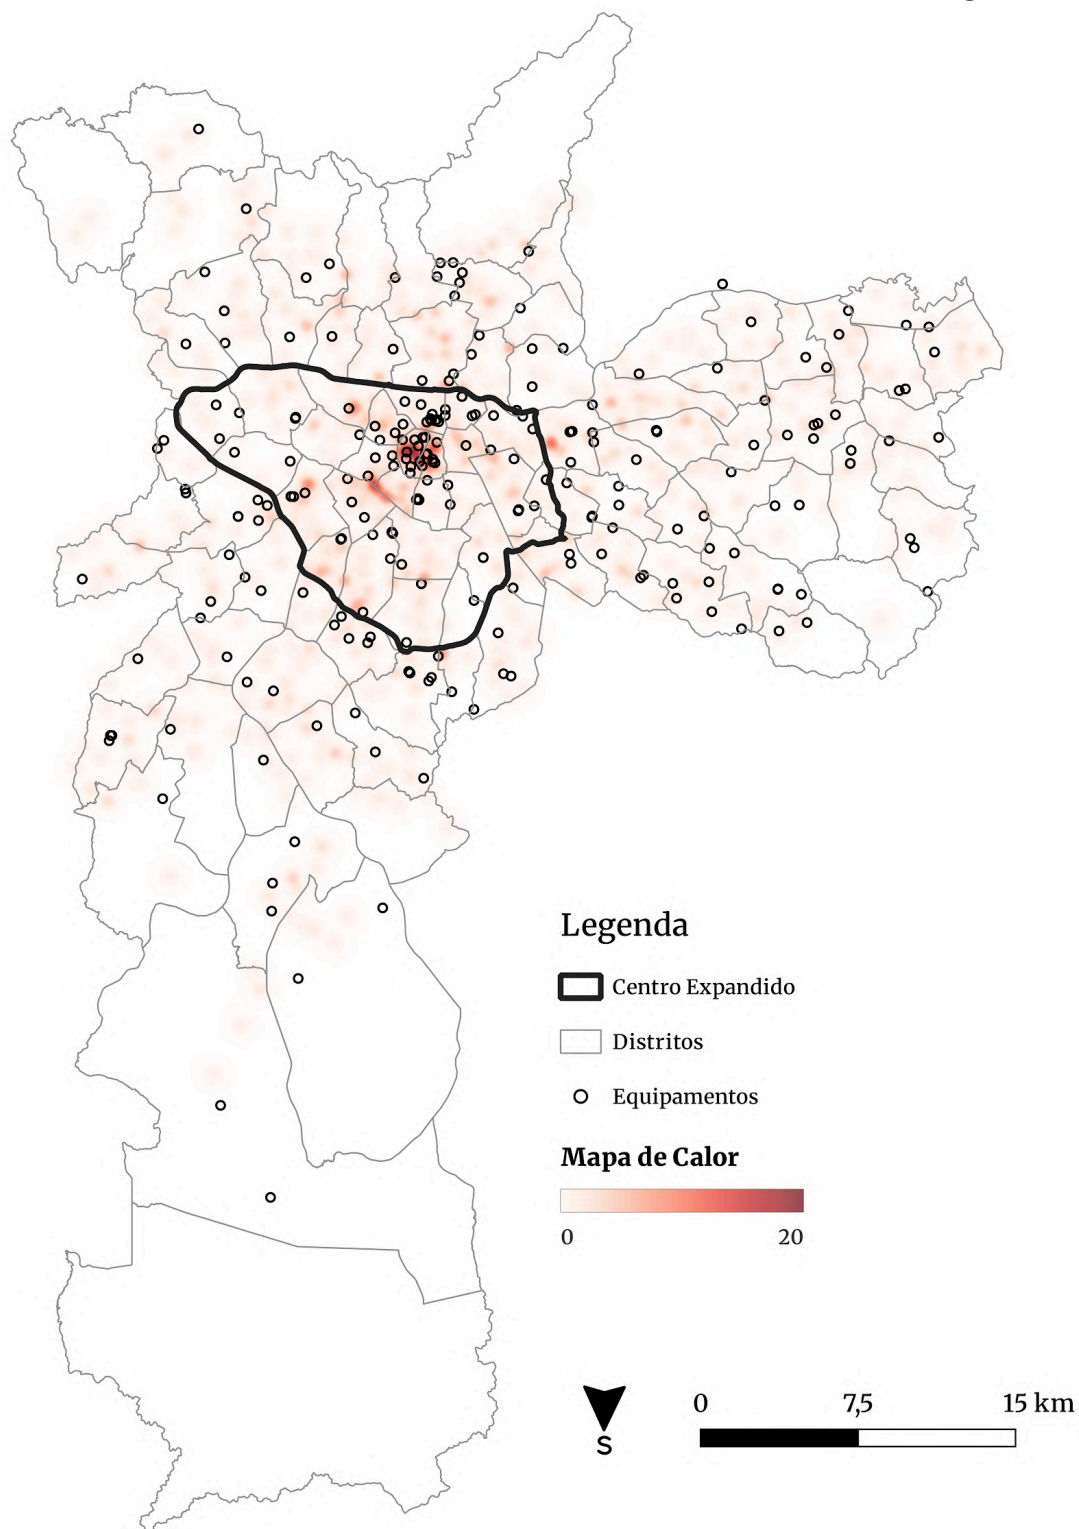 Legenda
Centro Expandido
Distritos
Equipamentos
Mapa de Calor
0 20
0 7,5 15 km
S